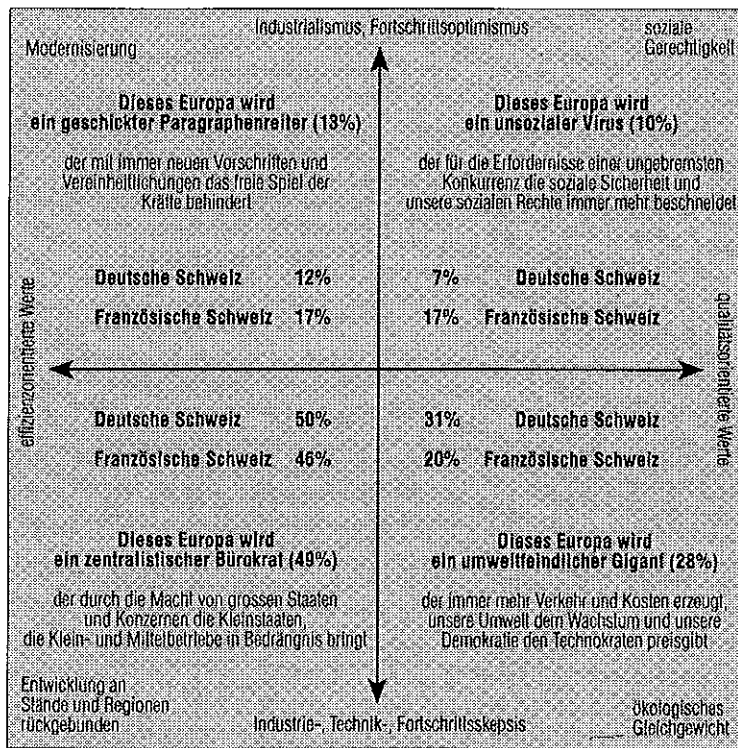 Industrialismus, Fortschrittsoptimismus
Modernisierung
soziale
Gerechtigkeit
Dieses Europa wird
ein geschickter Paragraphenreiter (13%)
der mit immer neuen Vorschriften und
Vereinheitlichungen das freie Spiel der
Kräfte behindert
Dieses Europa wird
ein unsozialer Virus (10%)
der für die Erfordernisse einer ungebremsten
Konkurrenz die soziale Sicherheit und
unsere sozialen Rechte immer mehr beschneidet
Deutsche Schweiz 12%
Französische Schweiz 17%
7% Deutsche Schweiz
17% Französische Schweiz
effizienzorientierte Werte
qualitätsorientierte Werte
Deutsche Schweiz 50%
Französische Schweiz 46%
31% Deutsche Schweiz
20% Französische Schweiz
Dieses Europa wird
ein zentralistischer Bürokrat (49%)
der durch die Macht von grossen Staaten
und Konzernen die Kleinstaaten,
die Klein- und Mittelbetriebe in Bedrängnis bringt
Dieses Europa wird
ein umweltfeindlicher Gigant (28%)
der immer mehr Verkehr und Kosten erzeugt,
unsere Umwelt dem Wachstum und unsere
Demokratie den Technokraten preisgibt
Entwicklung an
Stände und Regionen
rückgebunden
Industrie-, Technik-, Fortschrittsskepsis
ökologisches
Gleichgewicht